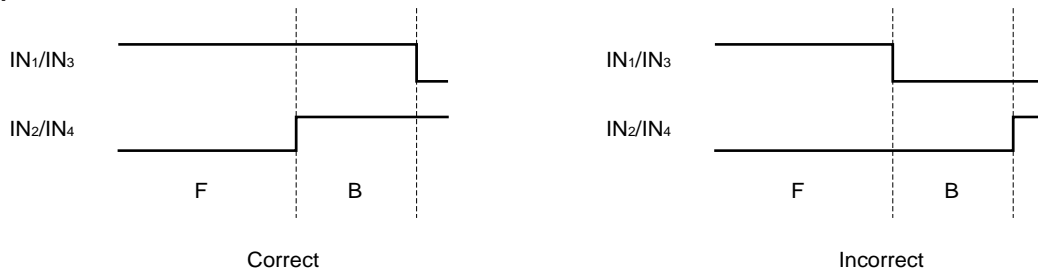 IN₁/IN₃ IN₁/IN₃
IN₂/IN₄ IN₂/IN₄
F B F B
Correct Incorrect